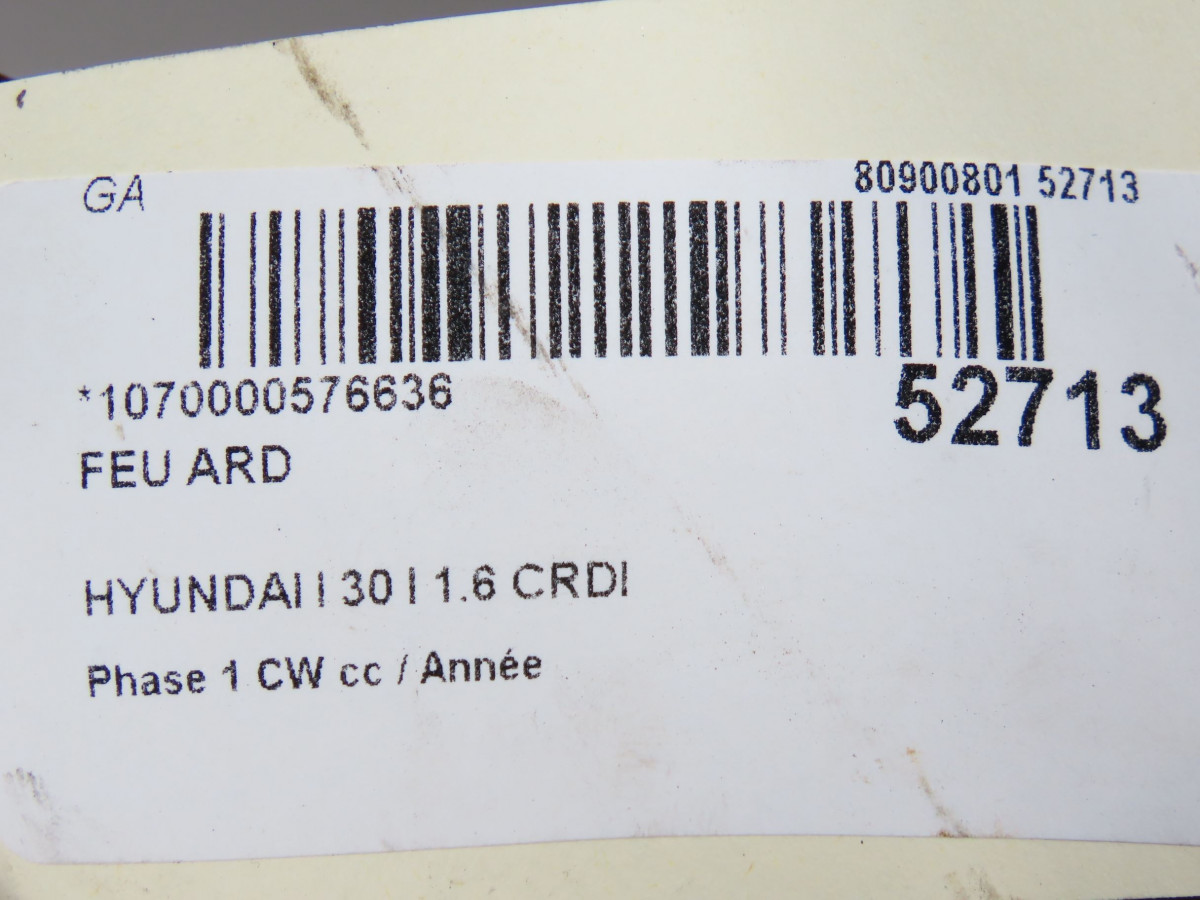 GA
80900801 52713
*1070000576636
52713
FEU ARD
HYUNDAI I 30 I 1.6 CRDI
Phase 1 CW cc / Année